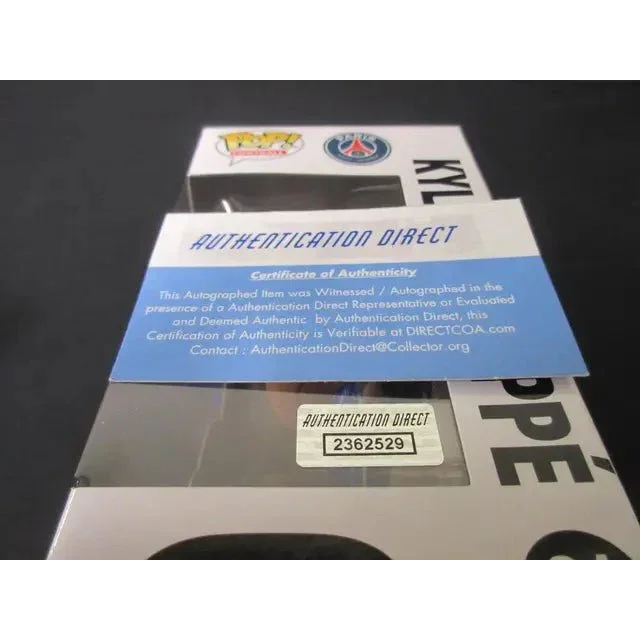 POP!
FOOTBALL
PARIS
KYL
AUTHENTICATION DIRECT
Certificate of Authenticity
This Autographed Item was Witnessed / Autographed in the
presence of a Authentication Direct Representative or Evaluated
and Deemed Authentic by Authentication Direct, this
Certification of Authenticity is Verifiable at DIRECTCOA.com
Contact : AuthenticationDirect@Collector.org
PPÉ
AUTHENTICATION DIRECT
2362529